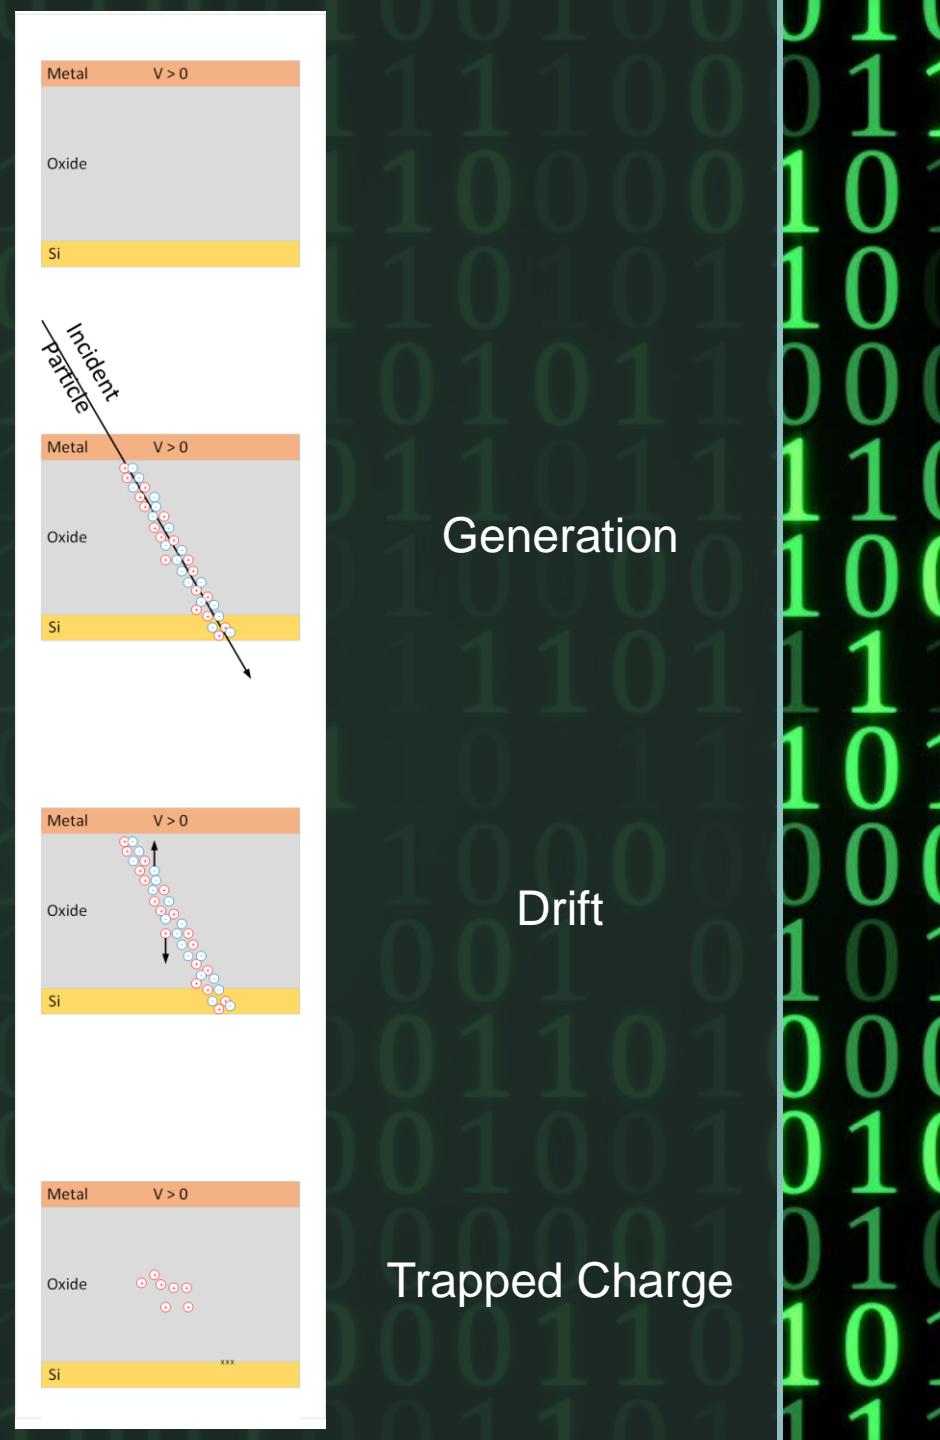 Metal V > 0
Oxide
Si
Incident
Particle
Metal V > 0
Oxide
Si
Generation
Metal V > 0
Oxide
Si
Drift
Metal V > 0
Oxide
xxx
Si
Trapped Charge